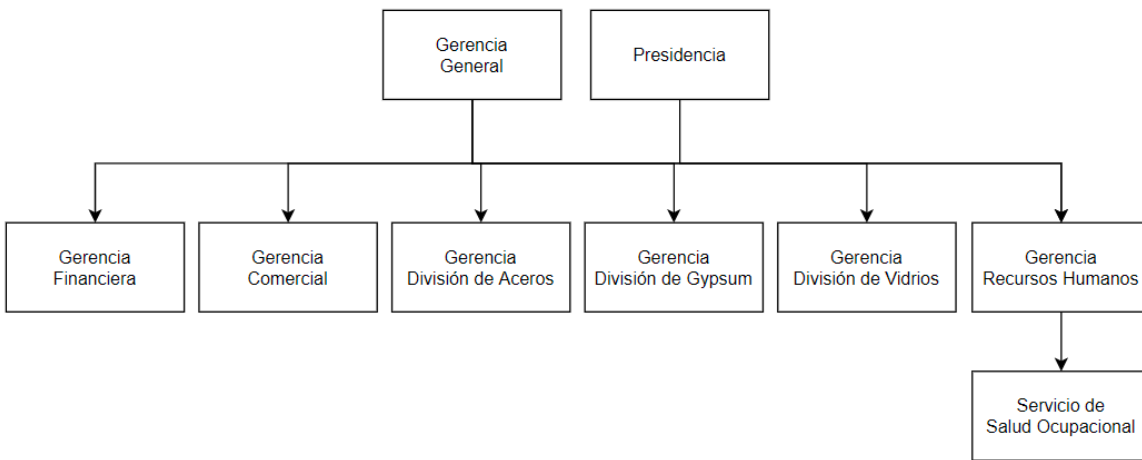 Gerencia
General
Presidencia
Gerencia
Financiera
Gerencia
Comercial
Gerencia
División de Aceros
Gerencia
División de Gypsum
Gerencia
División de Vidrios
Gerencia
Recursos Humanos
Servicio de
Salud Ocupacional